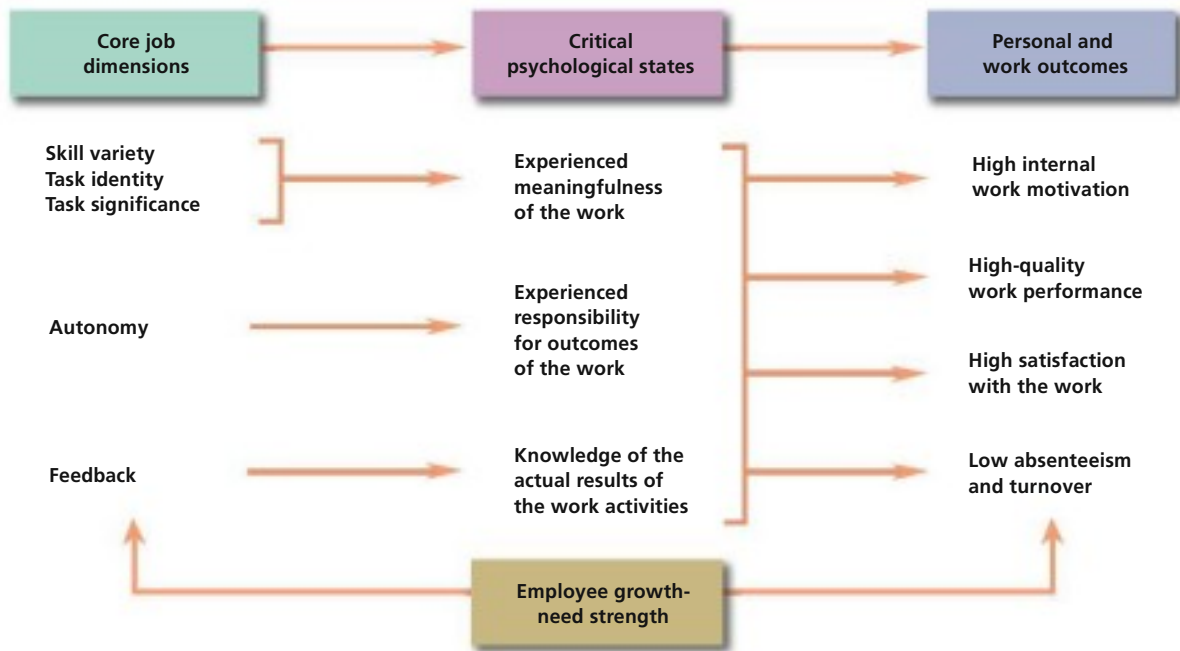 Core job
dimensions
Critical
psychological states
Personal and
work outcomes
Skill variety
Task identity
Task significance
Experienced
meaningfulness
of the work
High internal
work motivation
High-quality
work performance
Autonomy
Experienced
responsibility
for outcomes
of the work
High satisfaction
with the work
Feedback
Knowledge of the
actual results of
the work activities
Low absenteeism
and turnover
Employee growth-
need strength